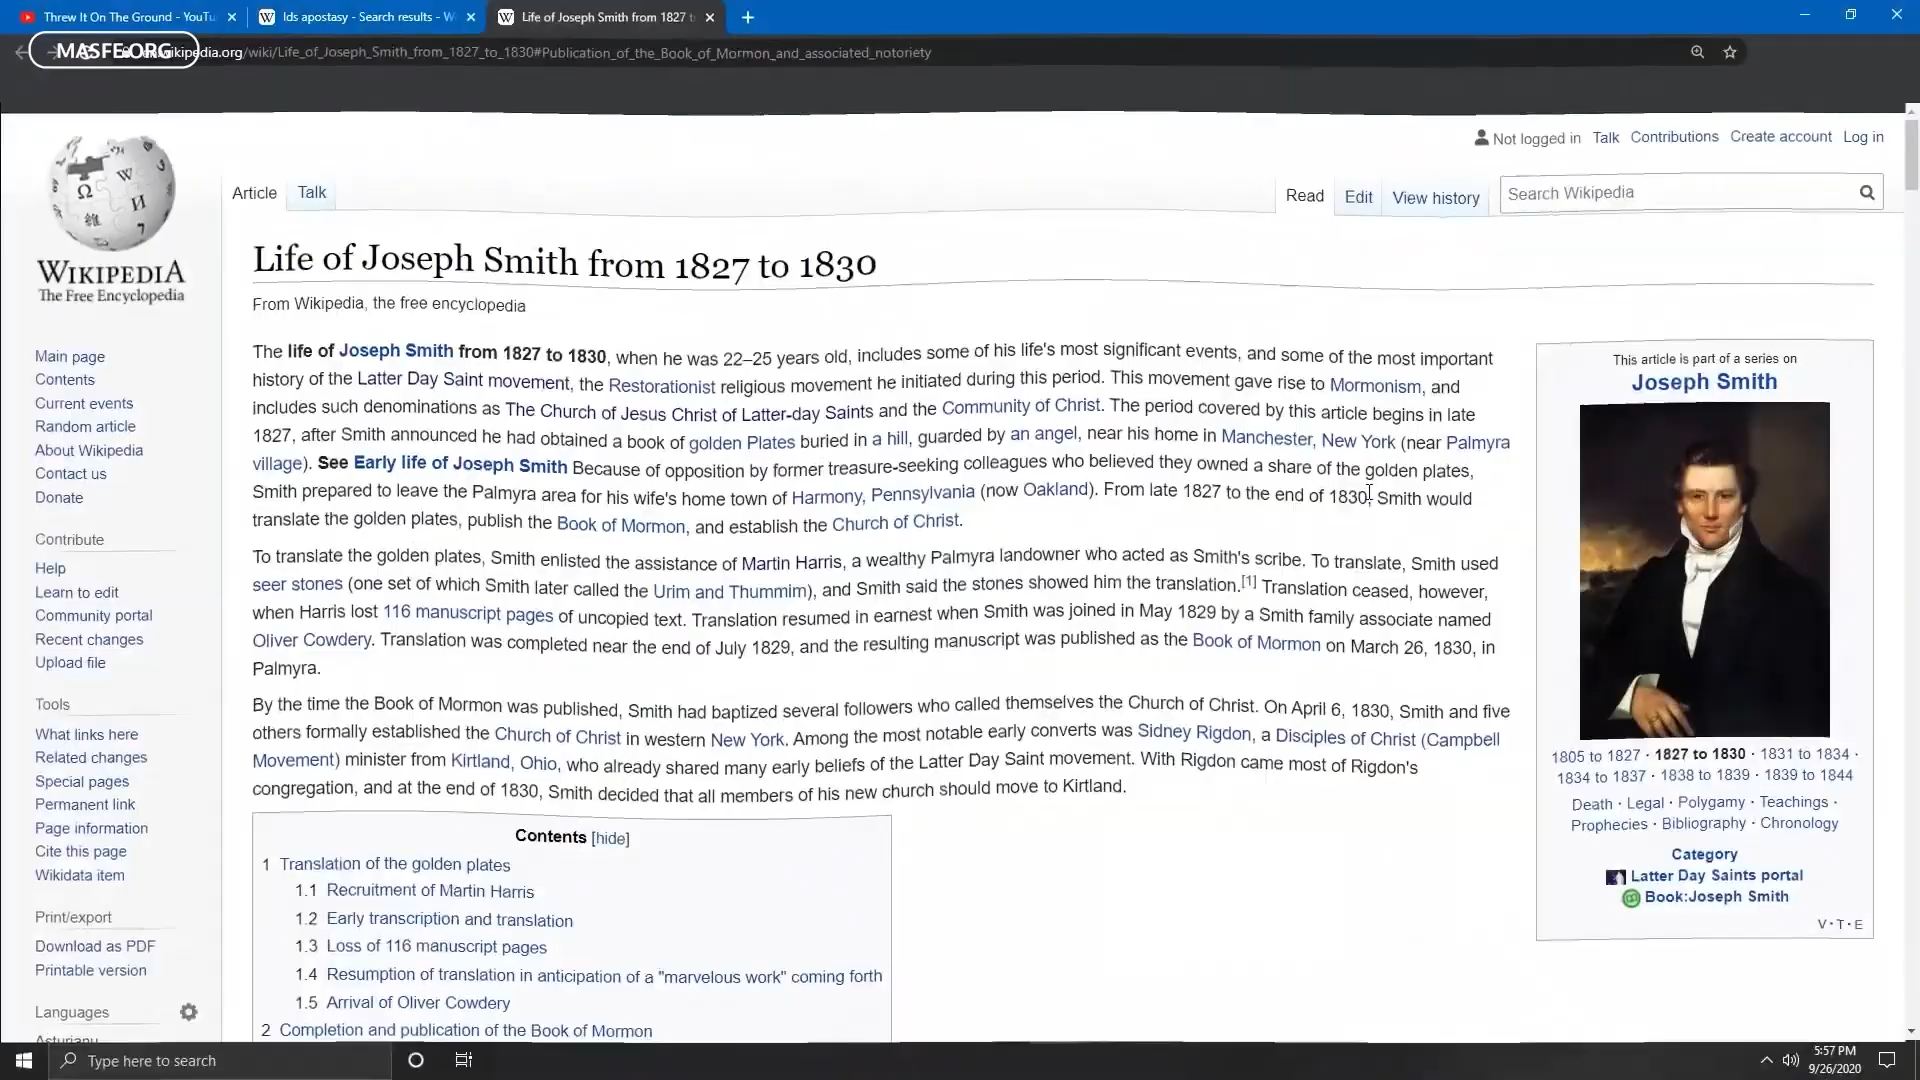 Threw It On The Ground - YouTu
lds apostasy - Search results - W
Life of Joseph Smith from 1827 t
MASFE.ORG
wikipedia.org/wiki/Life_of_Joseph_Smith_from_1827_to_1830#Publication_of_the_Book_of_Mormon_and_associated_notoriety
Not logged in Talk Contributions Create account Log in
Article Talk
Read Edit View history
Search Wikipedia
WIKIPEDIA
The Free Encyclopedia
Life of Joseph Smith from 1827 to 1830
From Wikipedia, the free encyclopedia
Main page
Contents
Current events
Random article
About Wikipedia
Contact us
Donate
Contribute
Help
Learn to edit
Community portal
Recent changes
Upload file
Tools
What links here
Related changes
Special pages
Permanent link
Page information
Cite this page
Wikidata item
Print/export
Download as PDF
Printable version
Languages
Asturianu
The life of Joseph Smith from 1827 to 1830, when he was 22–25 years old, includes some of his life's most significant events, and some of the most important
history of the Latter Day Saint movement, the Restorationist religious movement he initiated during this period. This movement gave rise to Mormonism, and
includes such denominations as The Church of Jesus Christ of Latter-day Saints and the Community of Christ. The period covered by this article begins in late
1827, after Smith announced he had obtained a book of golden Plates buried in a hill, guarded by an angel, near his home in Manchester, New York (near Palmyra
village). See Early life of Joseph Smith Because of opposition by former treasure-seeking colleagues who believed they owned a share of the golden plates,
Smith prepared to leave the Palmyra area for his wife's home town of Harmony, Pennsylvania (now Oakland). From late 1827 to the end of 1830, Smith would
translate the golden plates, publish the Book of Mormon, and establish the Church of Christ.
To translate the golden plates, Smith enlisted the assistance of Martin Harris, a wealthy Palmyra landowner who acted as Smith's scribe. To translate, Smith used
seer stones (one set of which Smith later called the Urim and Thummim), and Smith said the stones showed him the translation.[1] Translation ceased, however,
when Harris lost 116 manuscript pages of uncopied text. Translation resumed in earnest when Smith was joined in May 1829 by a Smith family associate named
Oliver Cowdery. Translation was completed near the end of July 1829, and the resulting manuscript was published as the Book of Mormon on March 26, 1830, in
Palmyra.
By the time the Book of Mormon was published, Smith had baptized several followers who called themselves the Church of Christ. On April 6, 1830, Smith and five
others formally established the Church of Christ in western New York. Among the most notable early converts was Sidney Rigdon, a Disciples of Christ (Campbell
Movement) minister from Kirtland, Ohio, who already shared many early beliefs of the Latter Day Saint movement. With Rigdon came most of Rigdon's
congregation, and at the end of 1830, Smith decided that all members of his new church should move to Kirtland.
Contents [hide]
1 Translation of the golden plates
1.1 Recruitment of Martin Harris
1.2 Early transcription and translation
1.3 Loss of 116 manuscript pages
1.4 Resumption of translation in anticipation of a "marvelous work" coming forth
1.5 Arrival of Oliver Cowdery
2 Completion and publication of the Book of Mormon
This article is part of a series on
Joseph Smith
1805 to 1827 · 1827 to 1830 · 1831 to 1834 ·
1834 to 1837 · 1838 to 1839 · 1839 to 1844
Death · Legal · Polygamy · Teachings ·
Prophecies · Bibliography · Chronology
Category
Latter Day Saints portal
Book:Joseph Smith
V·T·E
Type here to search
5:57 PM
9/26/2020